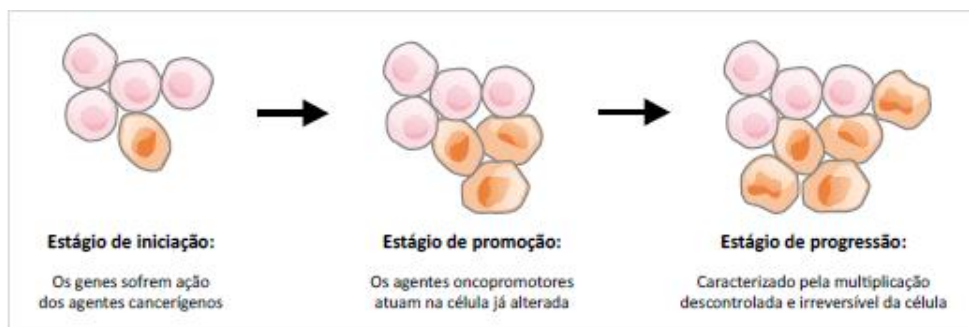 Estágio de iniciação:
Os genes sofrem ação
dos agentes cancerígenos
Estágio de promoção:
Os agentes oncopromotores
atuam na célula já alterada
Estágio de progressão:
Caracterizado pela multiplicação
descontrolada e irreversível da célula